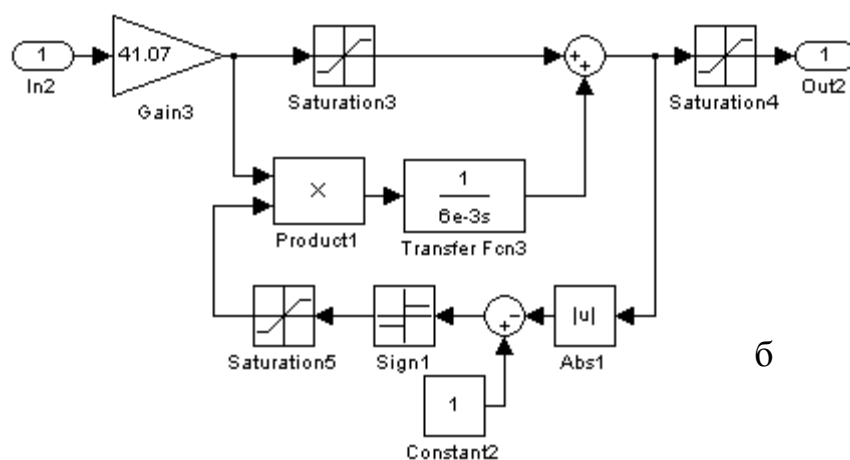 1
In2
41.07
Gain3
Saturation3
+
+
Saturation4
1
Out2
×
Product1
1
6e-3s
Transfer Fcn3
Saturation5
Sign1
−
+
|u|
Abs1
1
Constant2
б